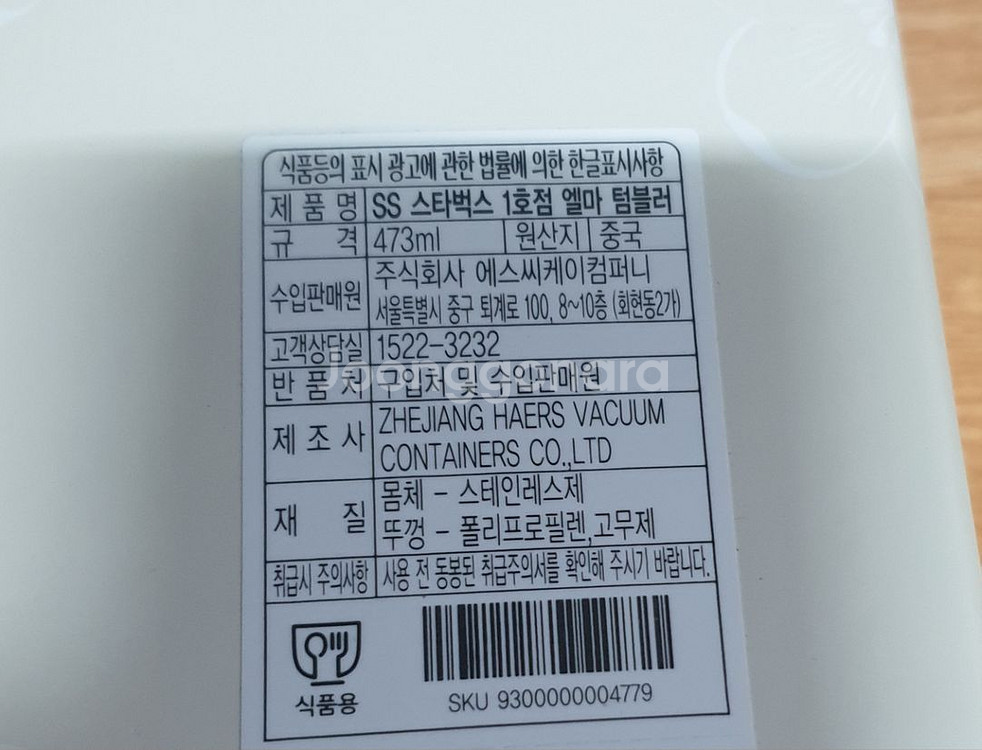 식품등의 표시 광고에 관한 법률에 의한 한글표시사항
제 품 명 SS 스타벅스 1호점 엘마 텀블러
규 격 473ml 원산지 중국
수입판매원 주식회사 에스씨케이컴퍼니
서울특별시 중구 퇴계로 100, 8~10층 (회현동2가)
고객상담실 1522-3232
반 품 처 구입처 및 수입판매원
Joonggonara
제 조 사 ZHEJIANG HAERS VACUUM
CONTAINERS CO.,LTD
재 질 몸체 - 스테인레스제
뚜껑 - 폴리프로필렌,고무제
취급시 주의사항 사용 전 동봉된 취급주의서를 확인해 주시기 바랍니다.
식품용
SKU 9300000004779